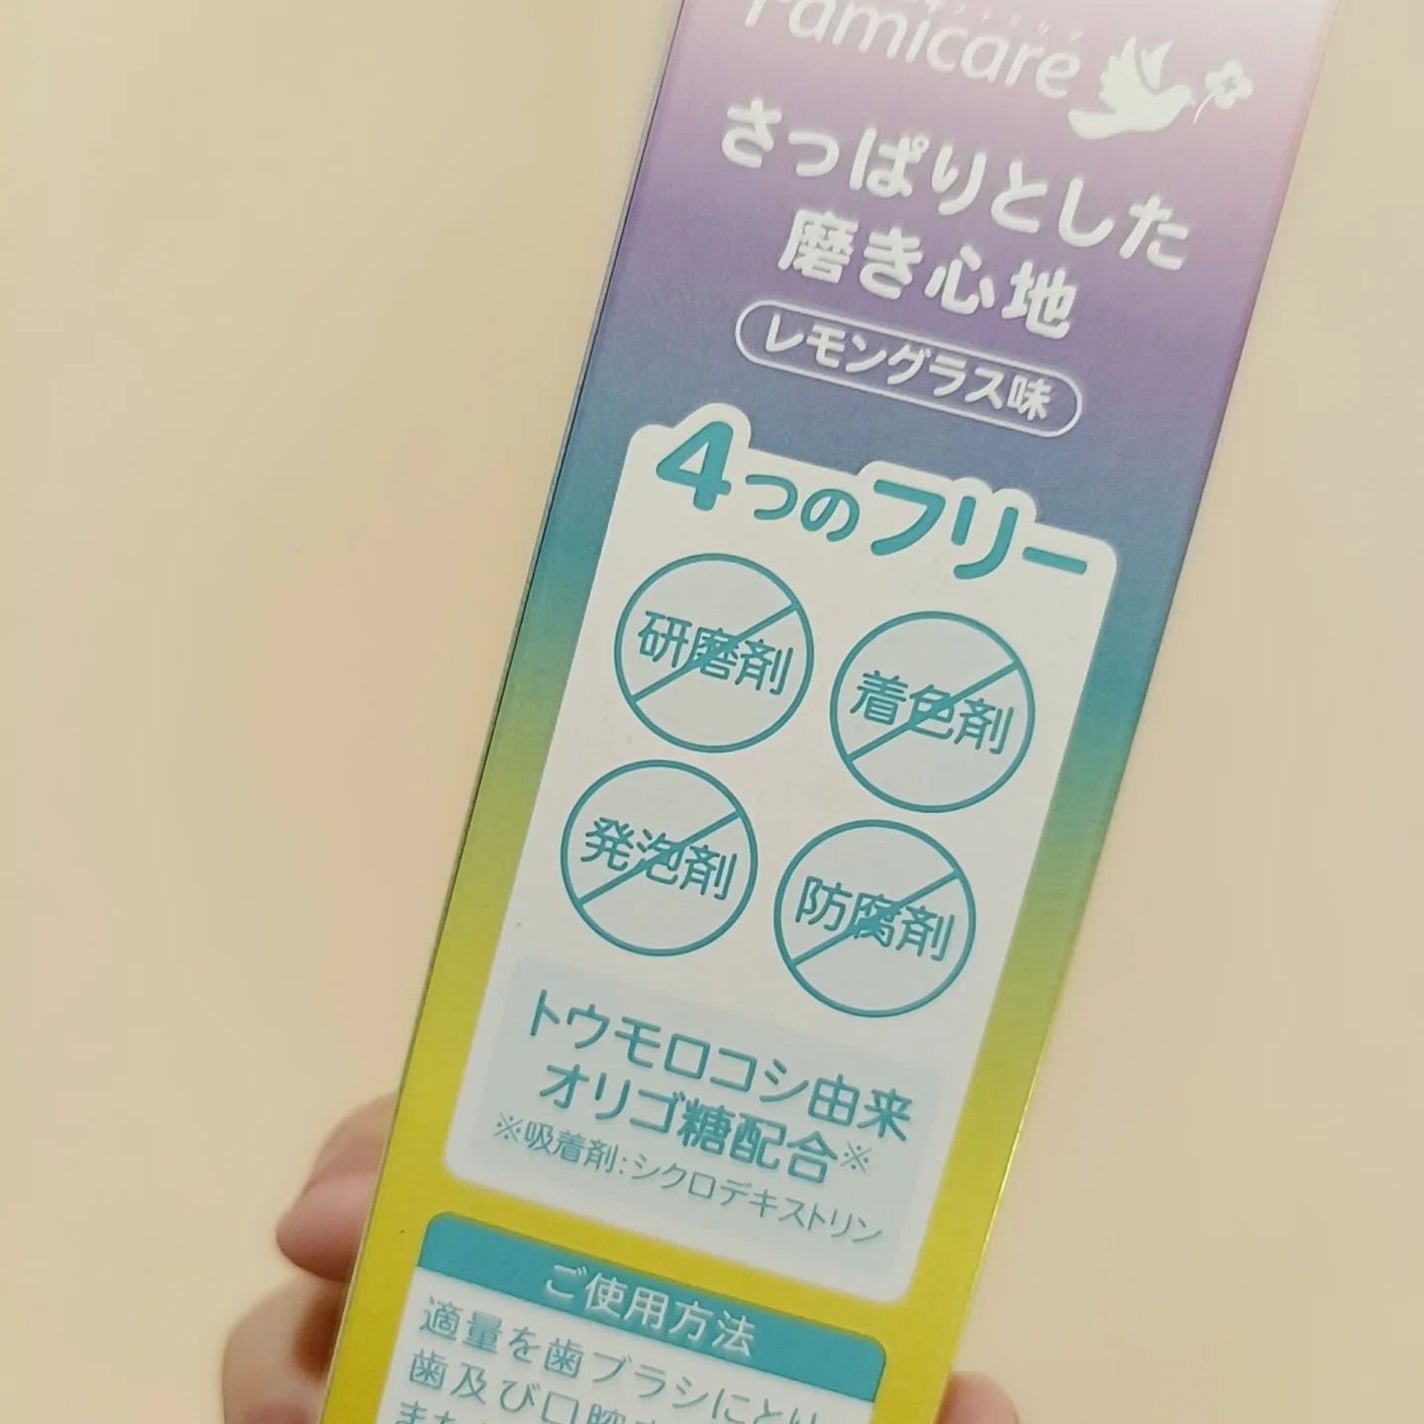 Famicare
さっぱりとした
磨き心地
レモングラス味
4つのフリー
研磨剤
着色剤
発泡剤
防腐剤
トウモロコシ由来
オリゴ糖配合※
※吸着剤:シクロデキストリン
ご使用方法
適量を歯ブラシにとり
歯及び口腔
また